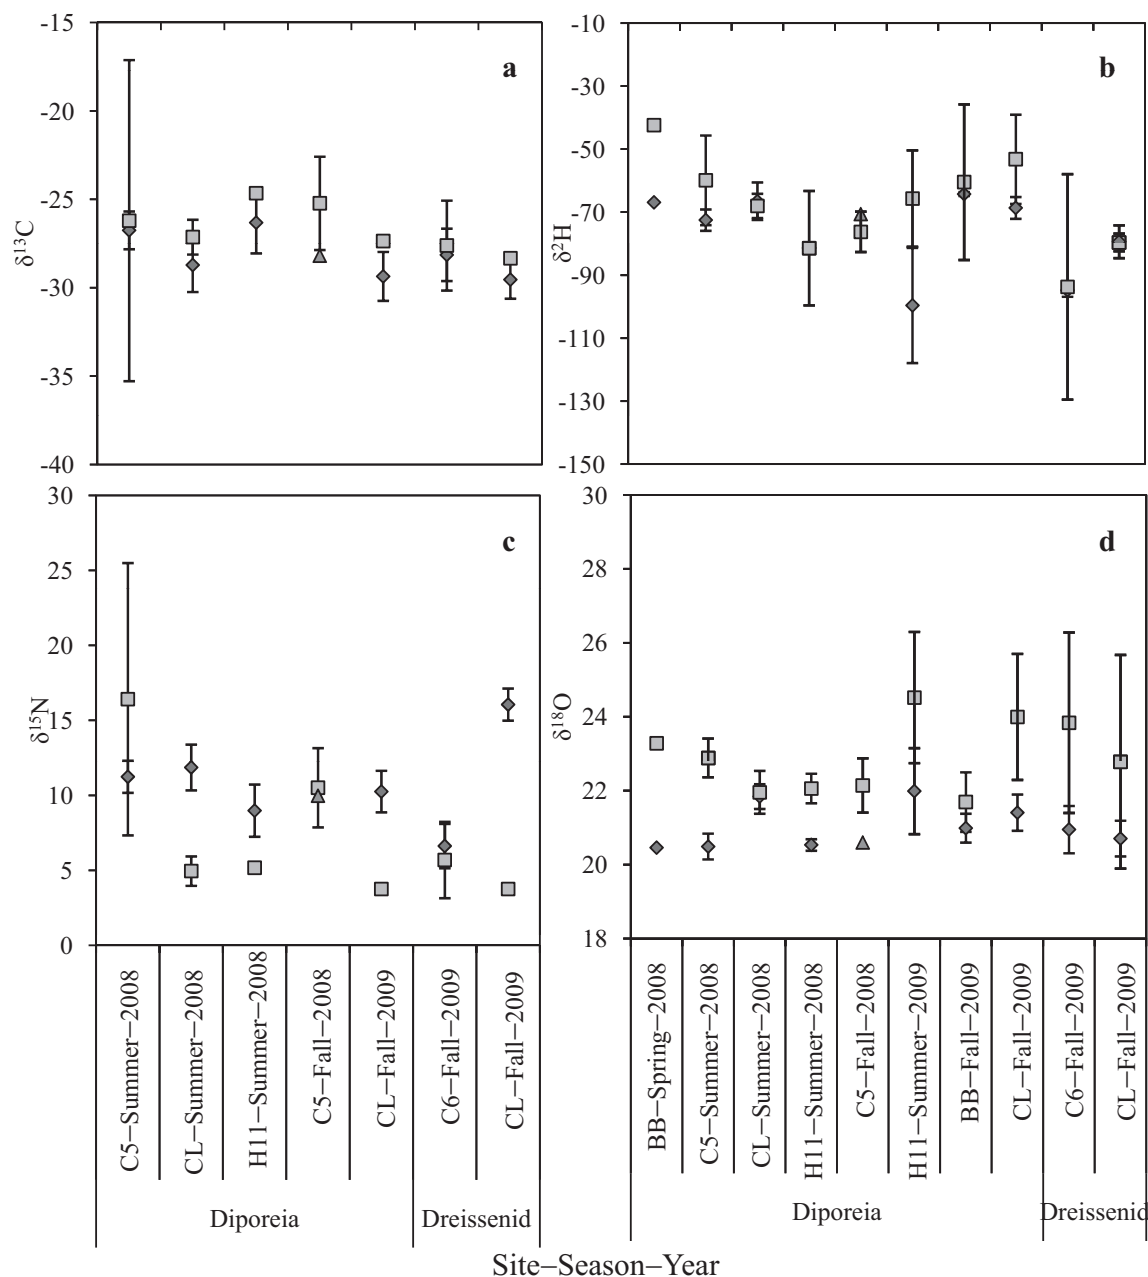 a
-15
-20
-25
-30
-35
-40
δ13C
b
-10
-30
-50
-70
-90
-110
-130
-150
δ2H
c
30
25
20
15
10
5
0
δ15N
d
30
28
26
24
22
20
18
δ18O
C5–Summer–2008
CL–Summer–2008
H11–Summer–2008
C5–Fall–2008
CL–Fall–2009
C6–Fall–2009
CL–Fall–2009
Diporeia
Dreissenid
BB–Spring–2008
C5–Summer–2008
CL–Summer–2008
H11–Summer–2008
C5–Fall–2008
H11–Summer–2009
BB–Fall–2009
CL–Fall–2009
C6–Fall–2009
CL–Fall–2009
Diporeia
Dreissenid
Site–Season–Year